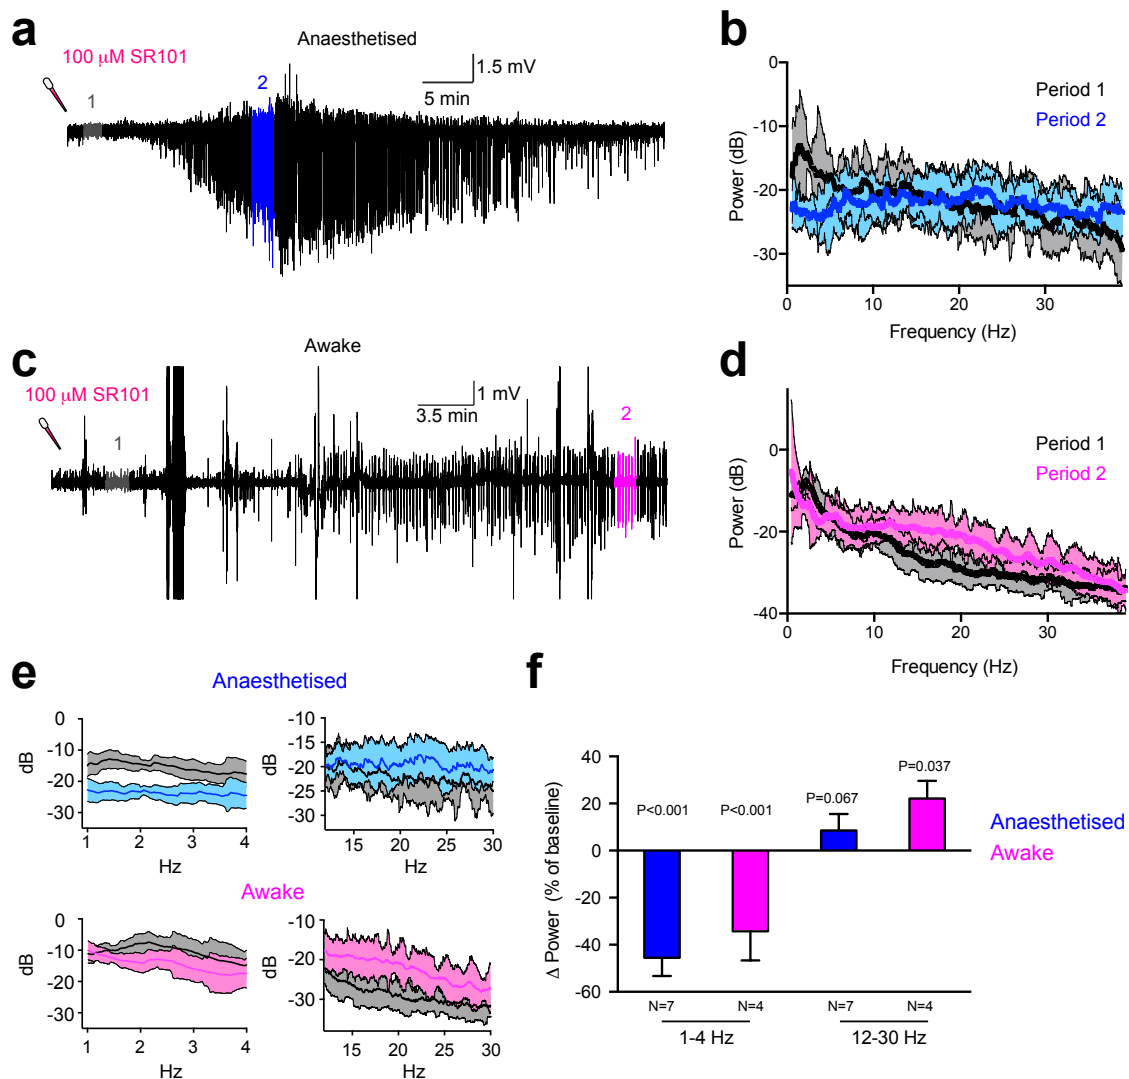 a
Anaesthetised
100 μM SR101
1
2
1.5 mV
5 min
b
0
-10
-20
-30
Power (dB)
Period 1
Period 2
0
10
20
30
Frequency (Hz)
c
Awake
100 μM SR101
1
2
1 mV
3.5 min
d
0
-20
-40
Power (dB)
Period 1
Period 2
0
10
20
30
Frequency (Hz)
e
Anaesthetised
0
-10
-20
-30
dB
1
2
3
4
Hz
-10
-15
-20
-25
-30
dB
15
20
25
30
Hz
Awake
0
-10
-20
-30
dB
1
2
3
4
Hz
-10
-20
-30
dB
15
20
25
30
Hz
f
40
20
0
-20
-40
-60
Δ Power (% of baseline)
P<0.001
P<0.001
P=0.067
P=0.037
Anaesthetised
Awake
N=7
N=4
N=7
N=4
1-4 Hz
12-30 Hz